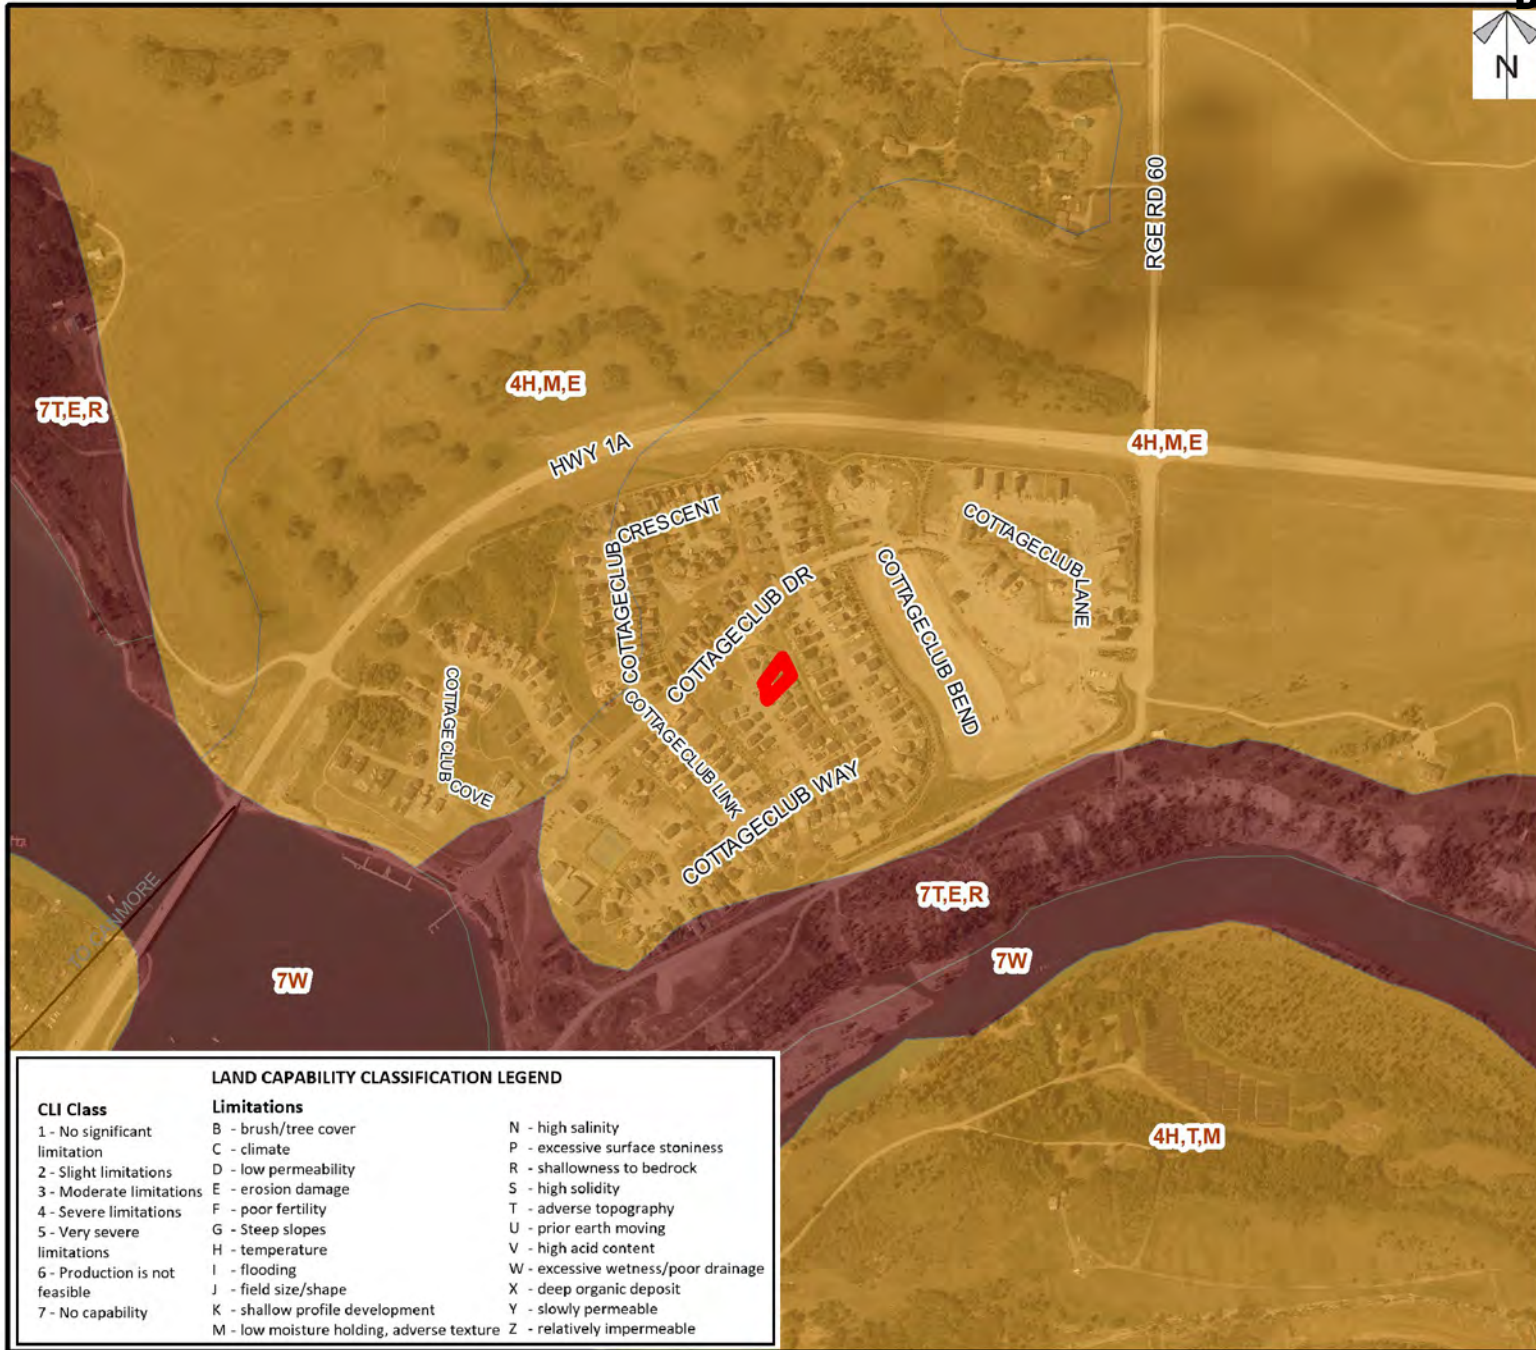 N
RGE RD 60
4H,M,E
7T,E,R
HWY 1A
4H,M,E
COTTAGECLUB CRESCENT
COTTAGECLUB LANE
COTTAGECLUB DR
COTTAGECLUB BEND
COTTAGECLUB COVE
COTTAGECLUB LINK
COTTAGECLUB WAY
7T,E,R
7W
7W
4H,T,M
LAND CAPABILITY CLASSIFICATION LEGEND
CLI Class
1 - No significant
limitation
2 - Slight limitations
3 - Moderate limitations
4 - Severe limitations
5 - Very severe
limitations
6 - Production is not
feasible
7 - No capability
Limitations
B - brush/tree cover
C - climate
D - low permeability
E - erosion damage
F - poor fertility
G - Steep slopes
H - temperature
I - flooding
J - field size/shape
K - shallow profile development
M - low moisture holding, adverse texture
N - high salinity
P - excessive surface stoniness
R - shallowness to bedrock
S - high solidity
T - adverse topography
U - prior earth moving
V - high acid content
W - excessive wetness/poor drainage
X - deep organic deposit
Y - slowly permeable
Z - relatively impermeable